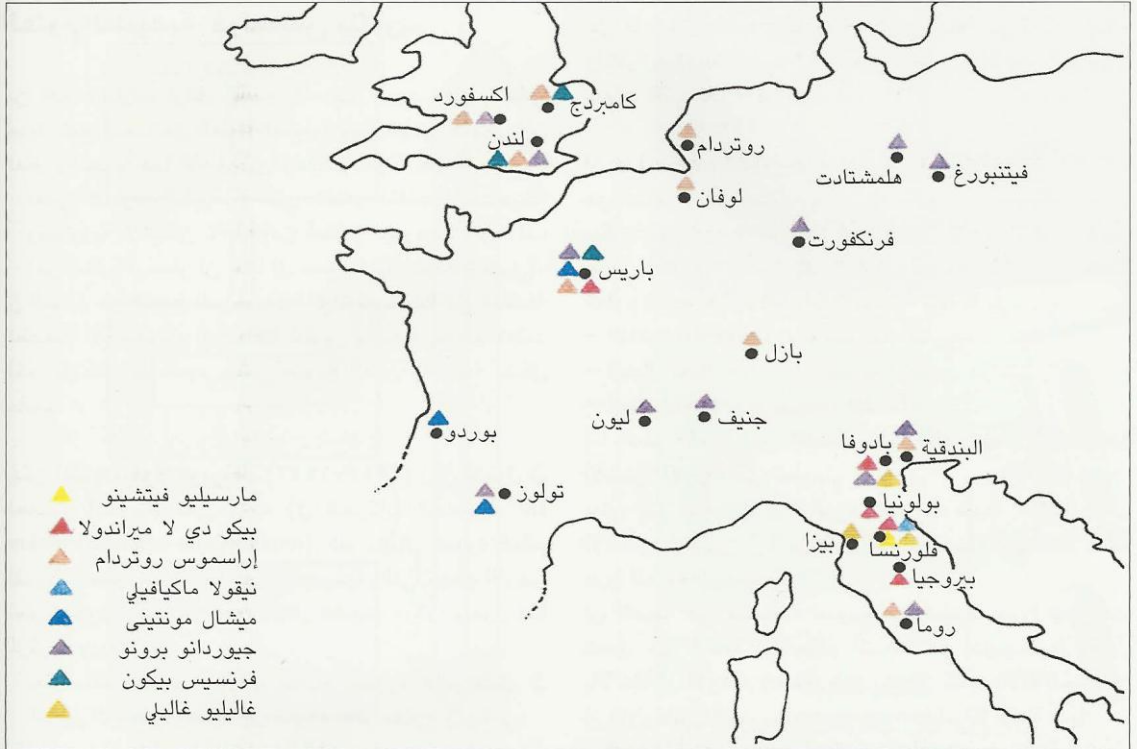 كامبردج
اكسفورد
لندن
روتردام
هلمشتادت
فيتنبورغ
لوفان
فرنكفورت
باريس
بازل
جنيف
ليون
بوردو
البندقية
بادوفا
تولوز
بولونيا
فلورنسا
بيزا
بيروجيا
روما
مارسيليو فيتشينو
بيكو دي لا ميراندولا
إراسموس روتردام
نيقولا ماكيافيلي
ميشال مونتينى
جيوردانو برونو
فرنسيس بيكون
غاليليو غاليلي